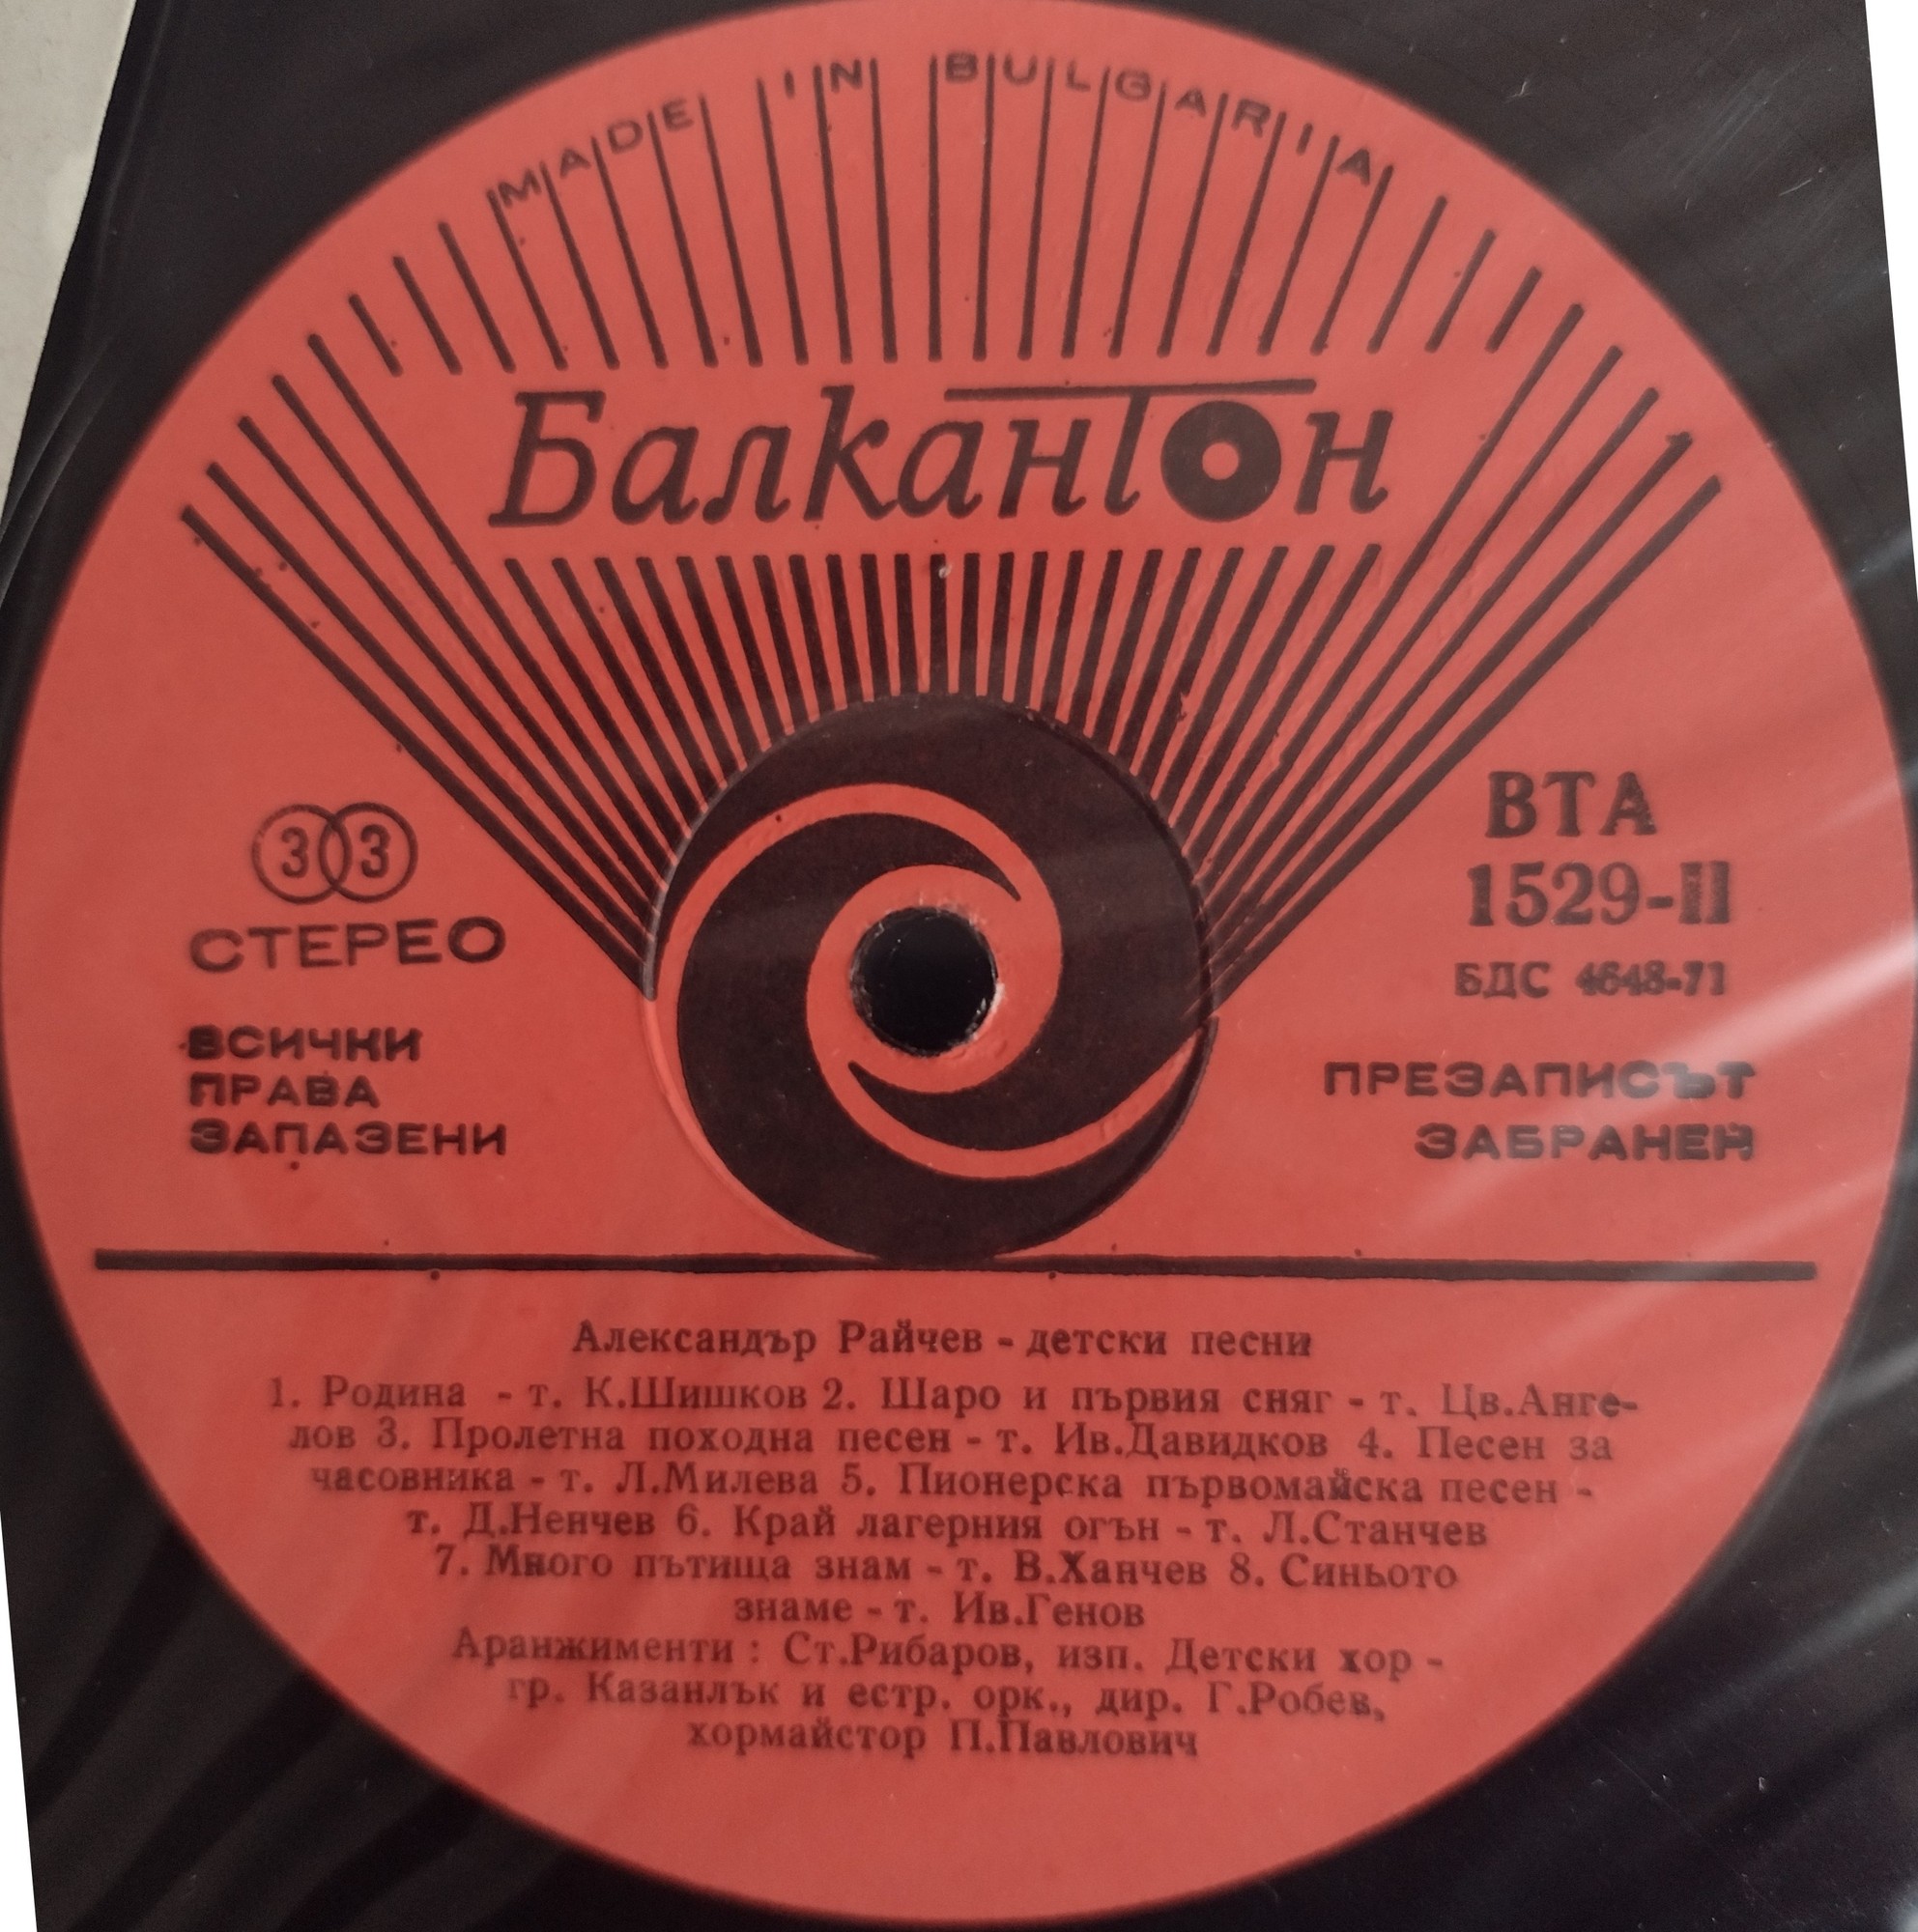 MADE IN BULGARIA
Балкантон
33
СТЕРЕО
ВСИЧКИ
ПРАВА
ЗАПАЗЕНИ
ВТА
1529-II
БДС 4648-71
ПРЕЗАПИСЪТ
ЗАБРАНЕН
Александър Райчев - детски песни
1. Родина - т. К.Шишков 2. Шаро и първия сняг - т. Цв.Анге-
лов 3. Пролетна походна песен - т. Ив.Давидков 4. Песен за
часовника - т. Л.Милева 5. Пионерска първомайска песен -
т. Д.Ненчев 6. Край лагерния огън - т. Л.Станчев
7. Много пътища знам - т. В.Ханчев 8. Синьото
знаме - т. Ив.Генов
Аранжименти : Ст.Рибаров, изп. Детски хор -
гр. Казанлък и естр. орк., дир. Г.Робев,
хормайстор П.Павлович